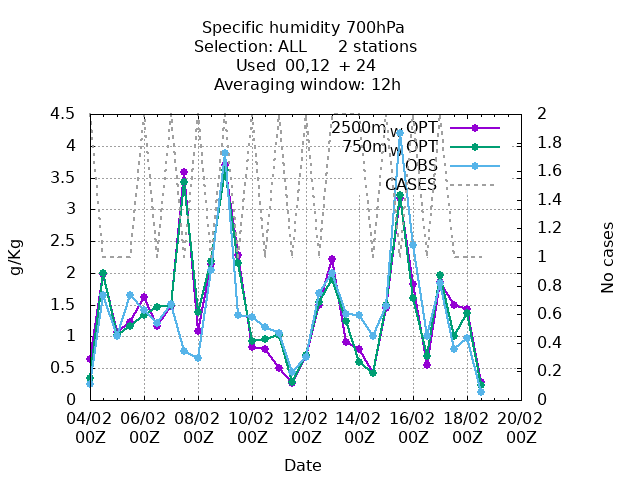 Specific humidity 700hPa
Selection: ALL      2 stations
Used  00,12  + 24
Averaging window: 12h
g/Kg
No cases
4.5
4
3.5
3
2.5
2
1.5
1
0.5
0
2
1.8
1.6
1.4
1.2
1
0.8
0.6
0.4
0.2
0
2500m_w OPT
750m_w OPT
OBS
CASES
04/02 06/02 08/02 10/02 12/02 14/02 16/02 18/02 20/02
00Z 00Z 00Z 00Z 00Z 00Z 00Z 00Z 00Z
Date